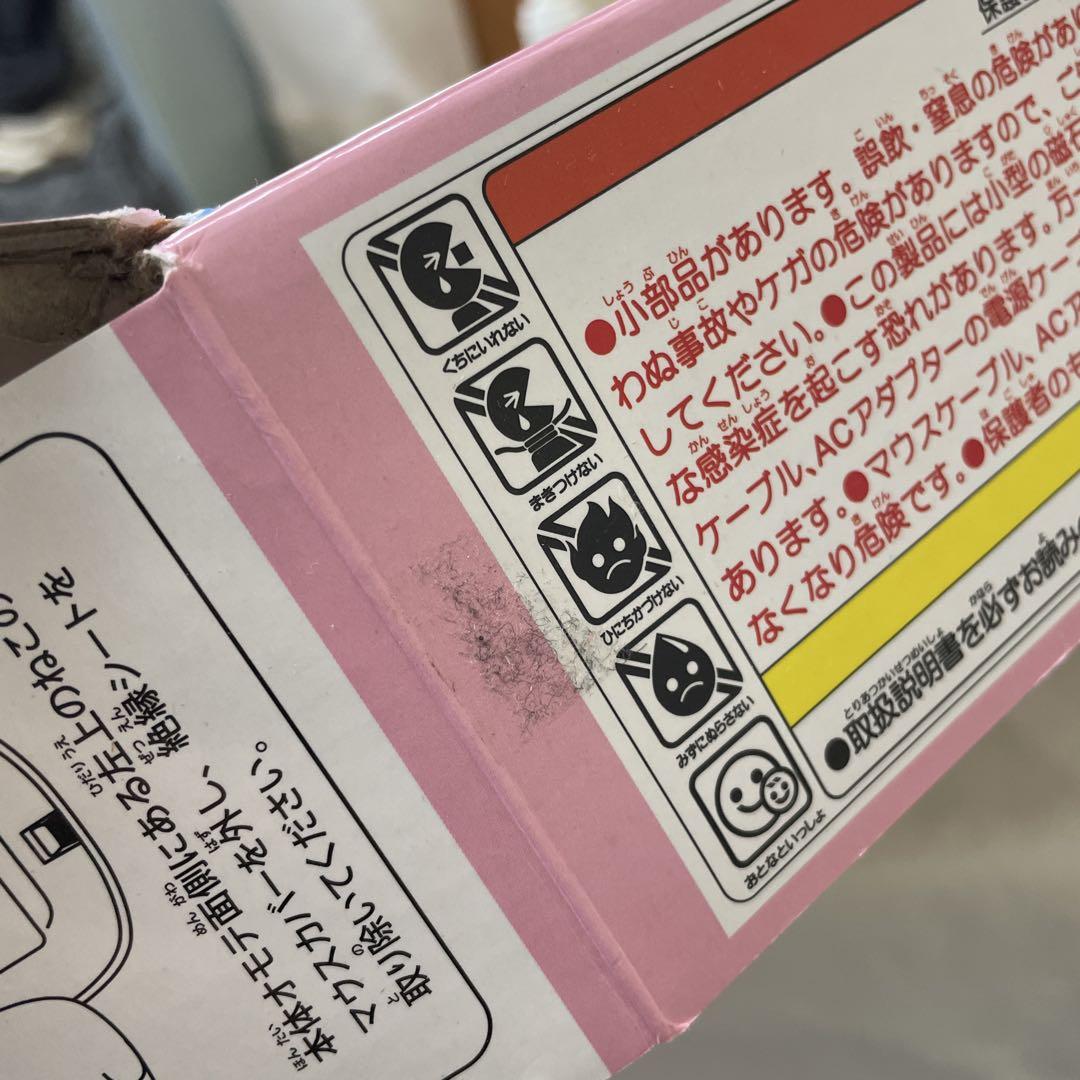 保護
●小部品があります。誤飲・窒息の危険があり
わぬ事故やケガの危険がありますので、ご注
してください。●この製品には小型の磁石
な感染症を起こす恐れがあります。万一
ケーブル、ACアダプターの電源ケー
あります。●マウスケーブル、ACア
なくなり危険です。●保護者のも
●取扱説明書を必ずお読み
くちにいれない
まきつけない
ひにちかづけない
みずにぬらさない
おとなといっしょ
本体オモテ面側にある左上のねこの
マウスカバーを外し、絶縁シートを
取り除いてください。